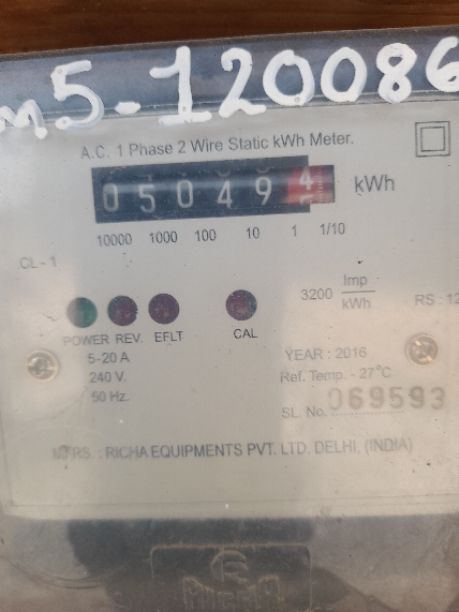 m5-120086
A.C. 1 Phase 2 Wire Static kWh Meter.
05049 4 kWh
10000 1000 100 10 1 1/10
CL - 1
3200 Imp/kWh RS : 12
POWER REV. EFLT CAL
5-20 A
240 V.
50 Hz.
YEAR : 2016
Ref. Temp. - 27°C
SL. No. 069593
MFRS. : RICHA EQUIPMENTS PVT. LTD. DELHI, (INDIA)